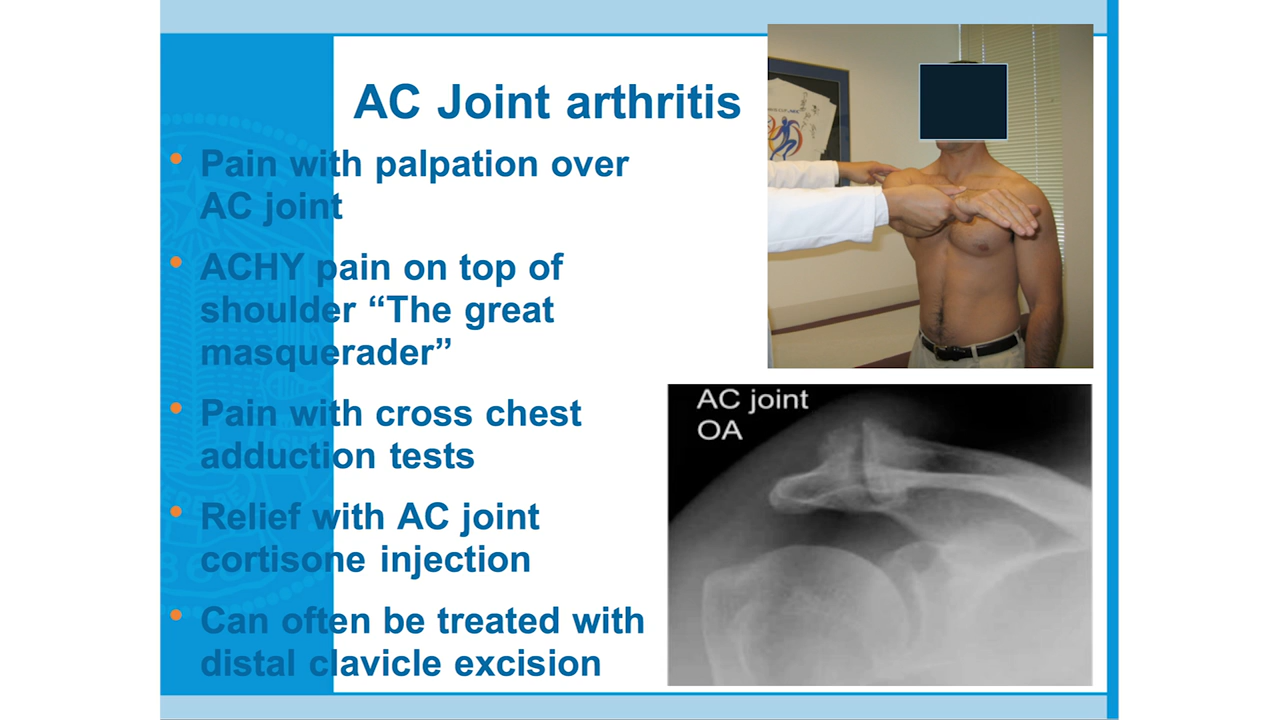 AC Joint arthritis
• Pain with palpation over
AC joint
• ACHY pain on top of
shoulder “The great
masquerader”
• Pain with cross chest
adduction tests
• Relief with AC joint
cortisone injection
• Can often be treated with
distal clavicle excision
AC joint
OA